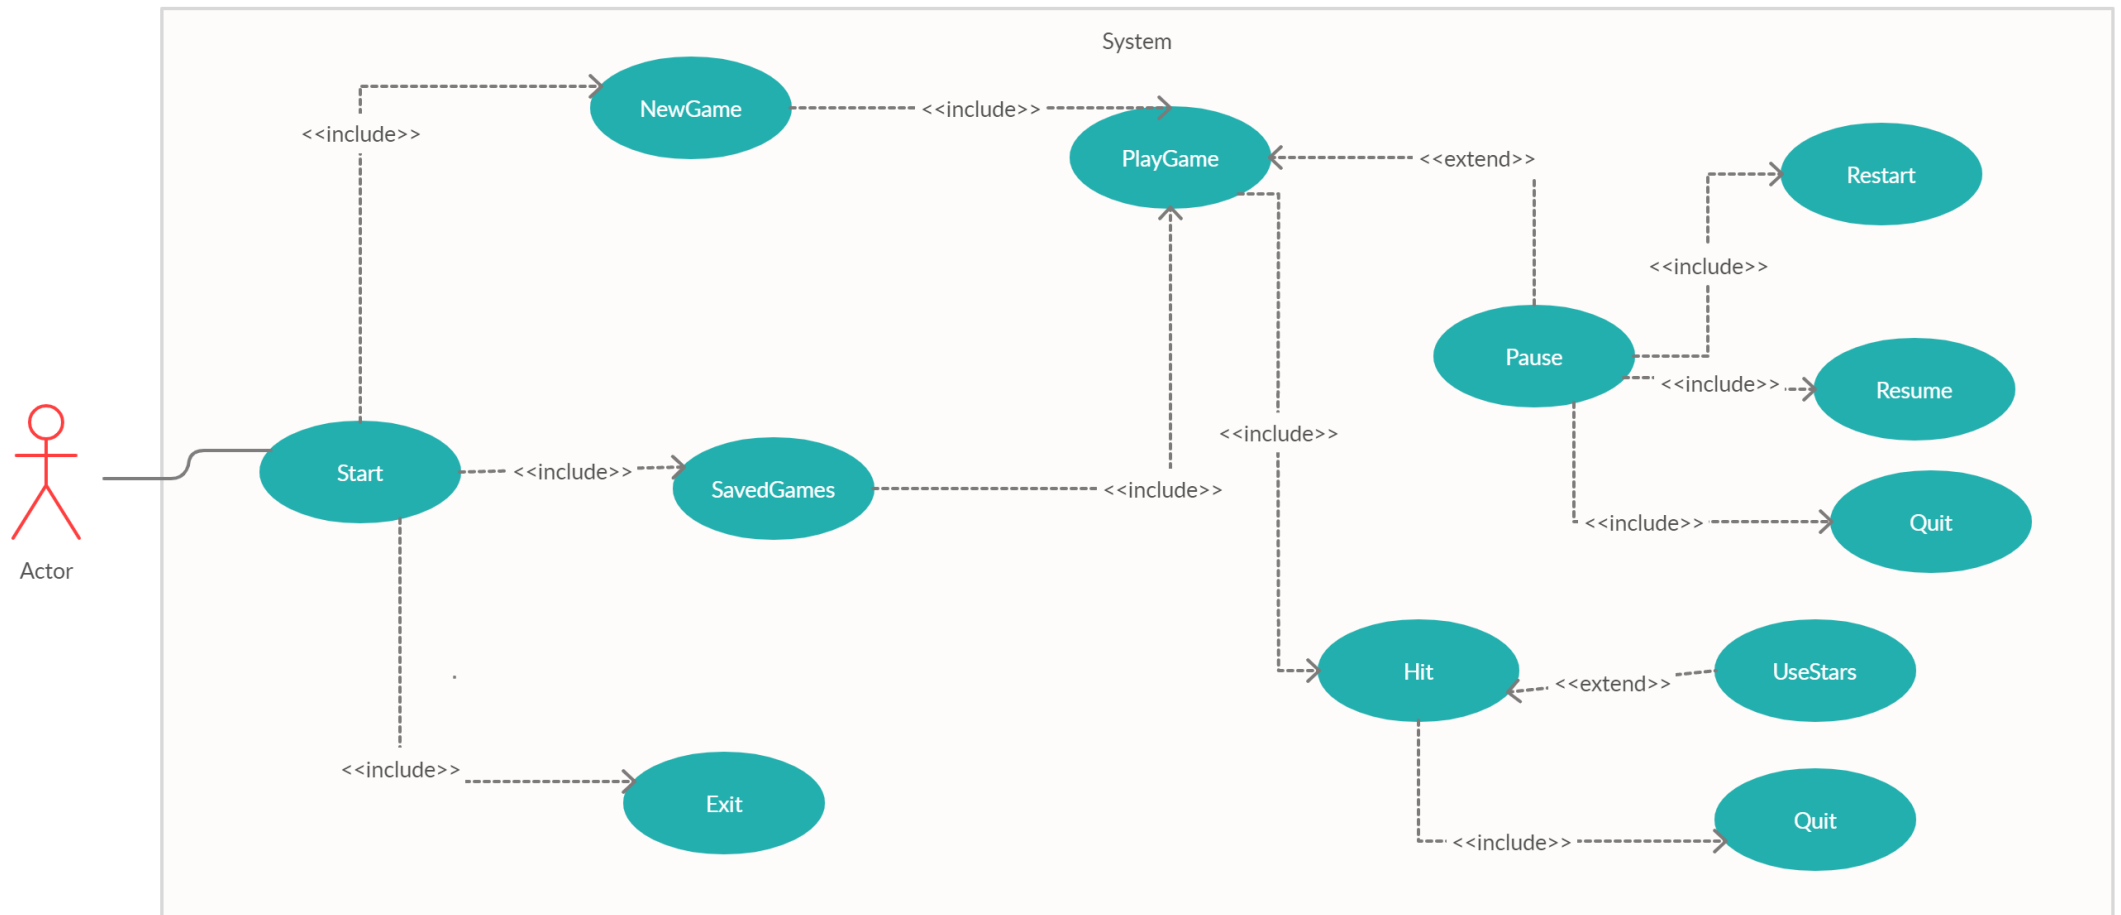 System
NewGame
<<include>>
<<include>>
PlayGame
<<extend>>
Restart
<<include>>
Pause
<<include>>
Resume
<<include>>
Start
<<include>>
SavedGames
<<include>>
<<include>>
Quit
Actor
Hit
<<extend>>
UseStars
<<include>>
Exit
<<include>>
Quit